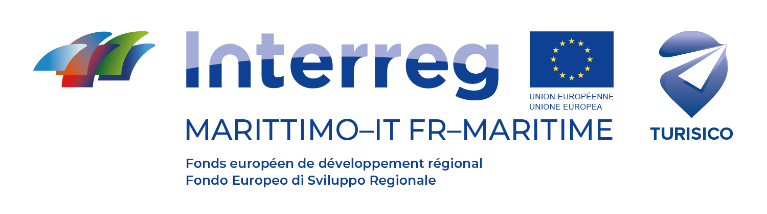 Interreg
UNION EUROPÉENNE
UNIONE EUROPEA
MARITTIMO–IT FR–MARITIME
TURISICO
Fonds européen de développement régional
Fondo Europeo di Sviluppo Regionale